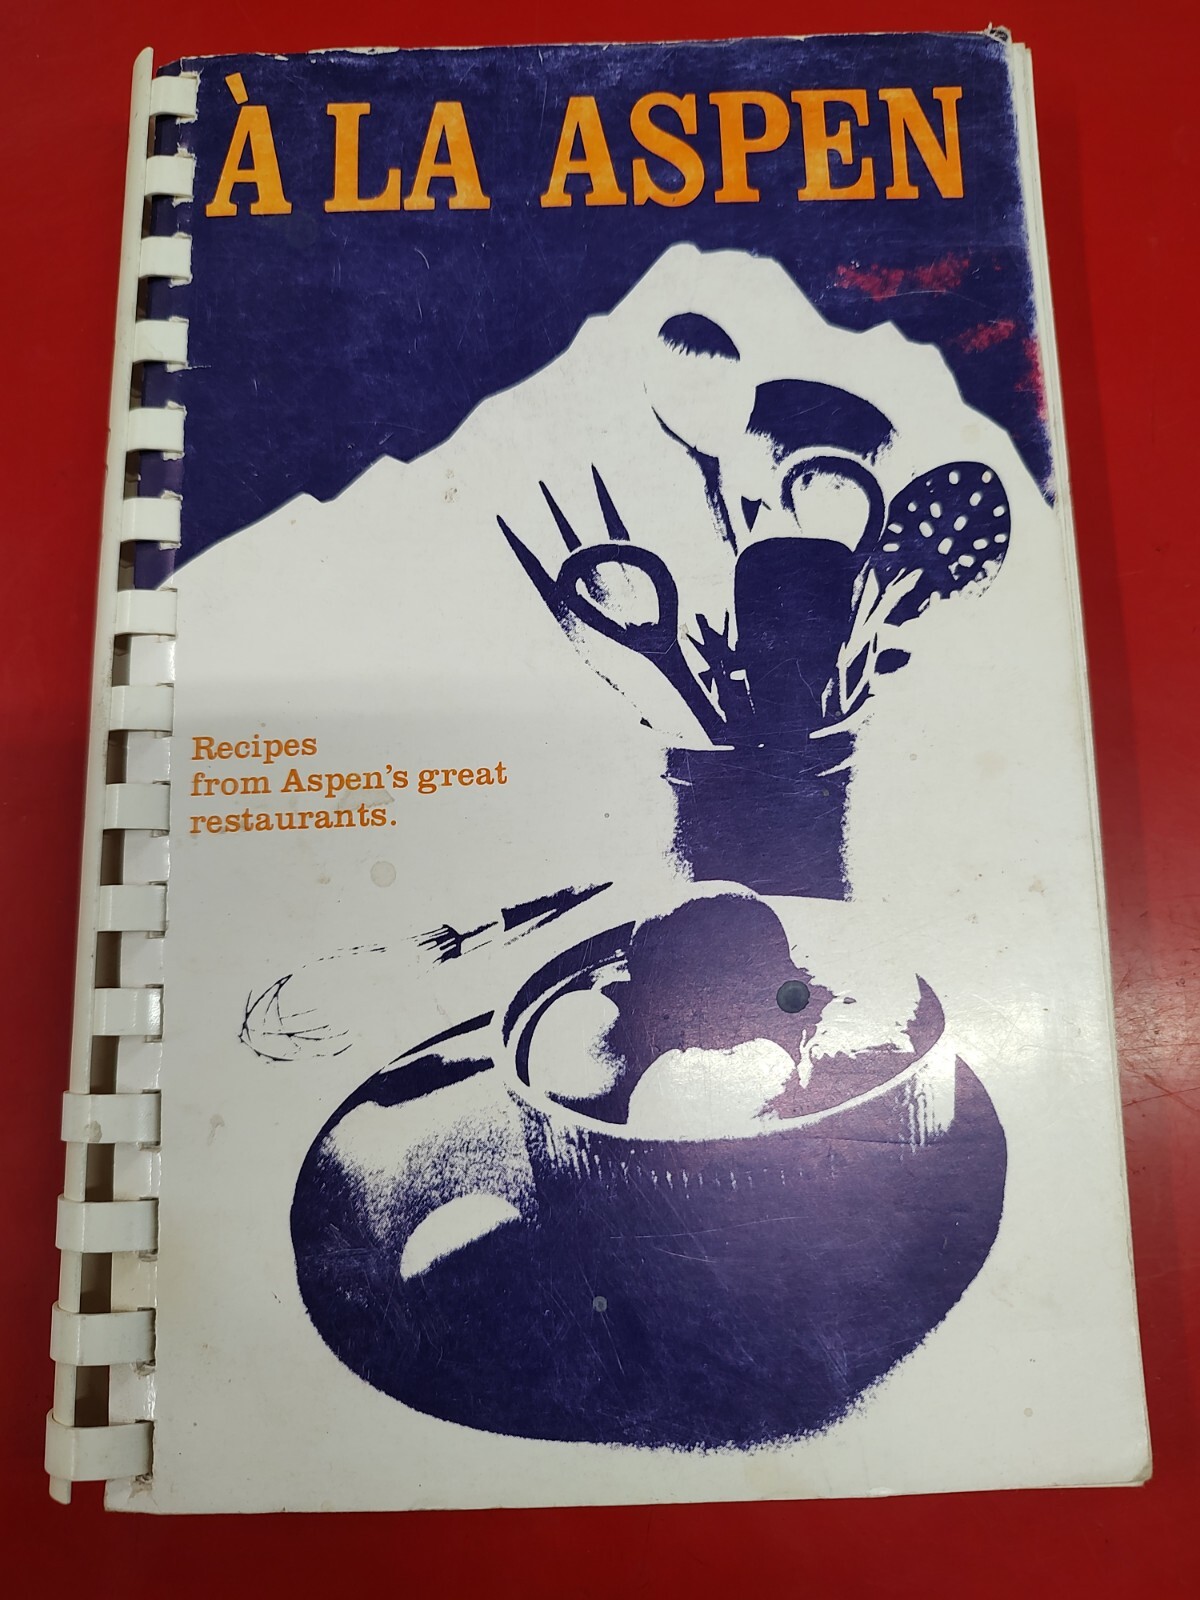 À LA ASPEN
Recipes
from Aspen's great
restaurants.